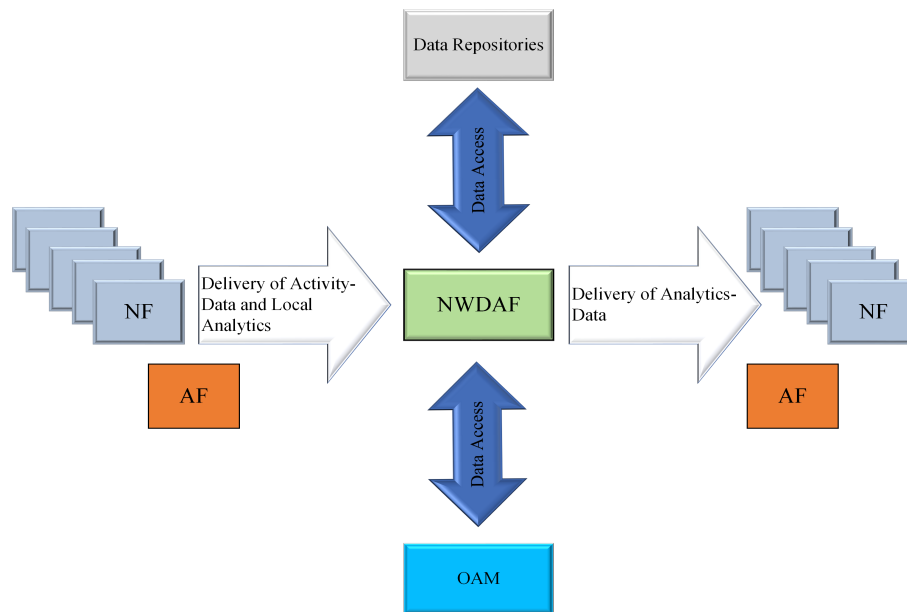 Data Repositories
Data Access
NF
Delivery of Activity-
Data and Local
Analytics
NWDAF
Delivery of Analytics-
Data
NF
AF
AF
Data Access
OAM